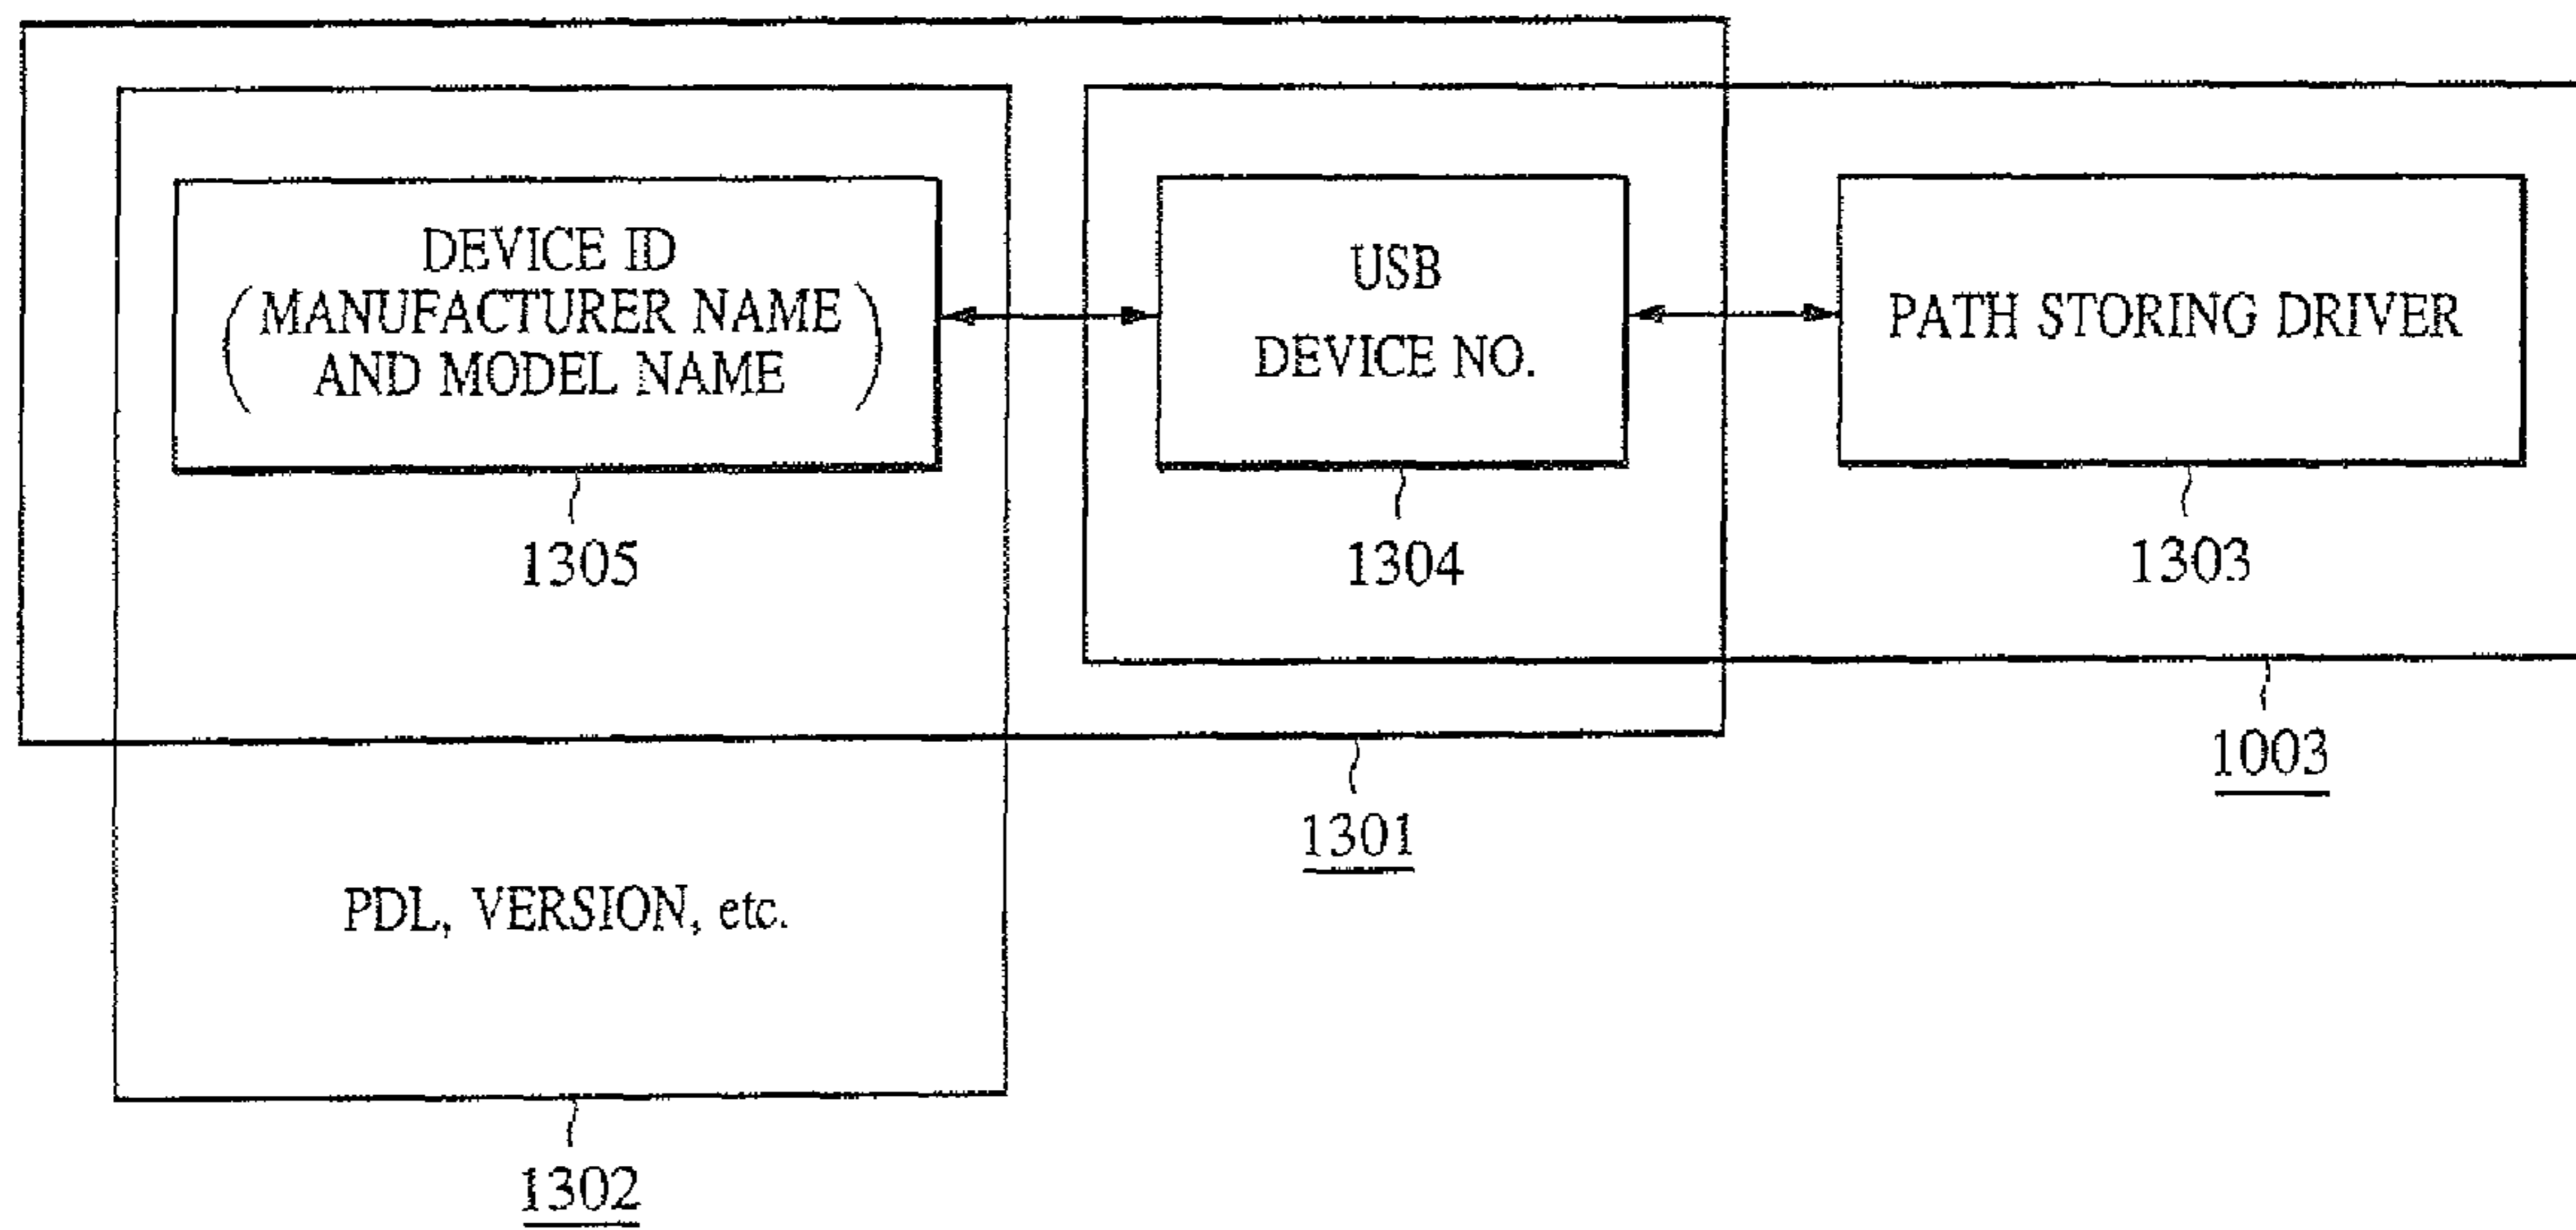 DEVICE ID
(MANUFACTURER NAME
AND MODEL NAME)
1305
USB
DEVICE NO.
1304
PATH STORING DRIVER
1303
1003
1301
PDL, VERSION, etc.
1302